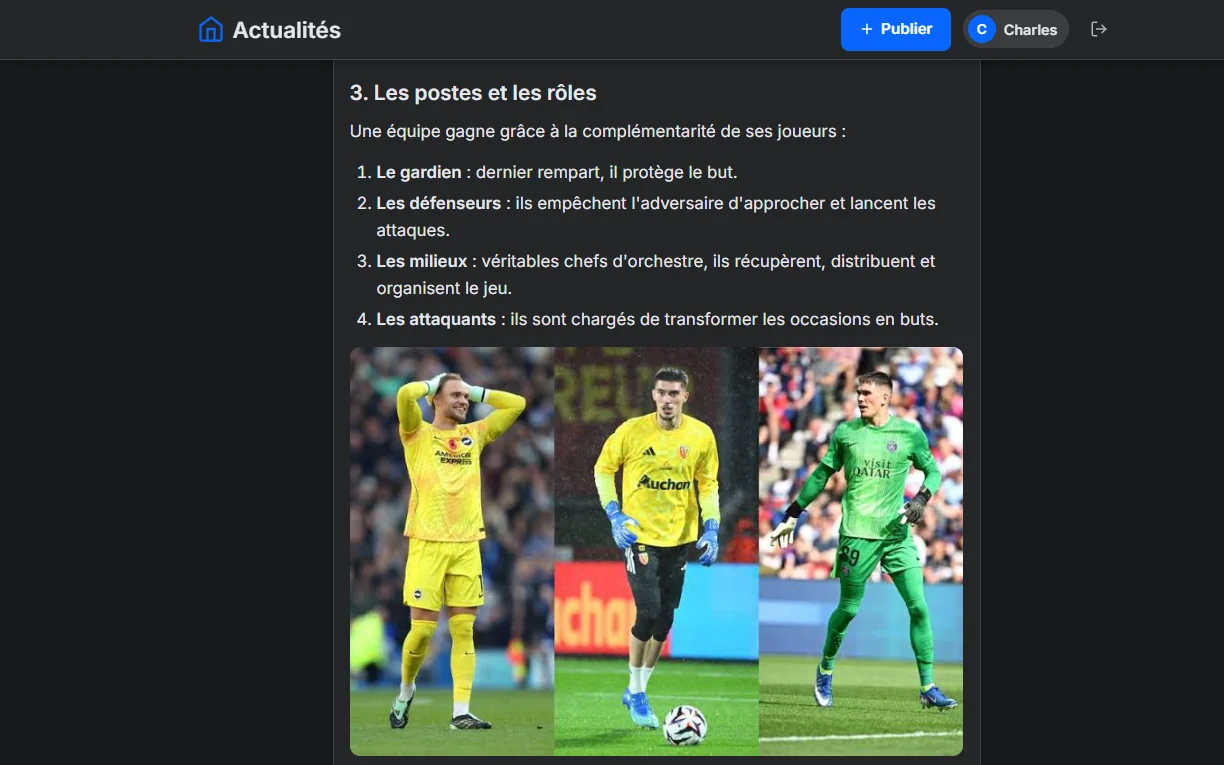 Actualités
+ Publier
C Charles
3. Les postes et les rôles
Une équipe gagne grâce à la complémentarité de ses joueurs :
1. Le gardien : dernier rempart, il protège le but.
2. Les défenseurs : ils empêchent l'adversaire d'approcher et lancent les
attaques.
3. Les milieux : véritables chefs d'orchestre, ils récupèrent, distribuent et
organisent le jeu.
4. Les attaquants : ils sont chargés de transformer les occasions en buts.
AMERICAN
EXPRESS
1
Auchan
visit
QATAR
89